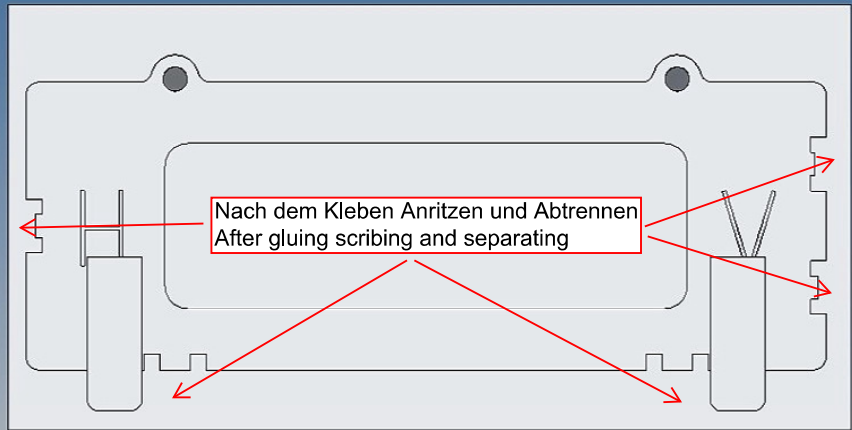 Nach dem Kleben Anritzen und Abtrennen
After gluing scribing and separating